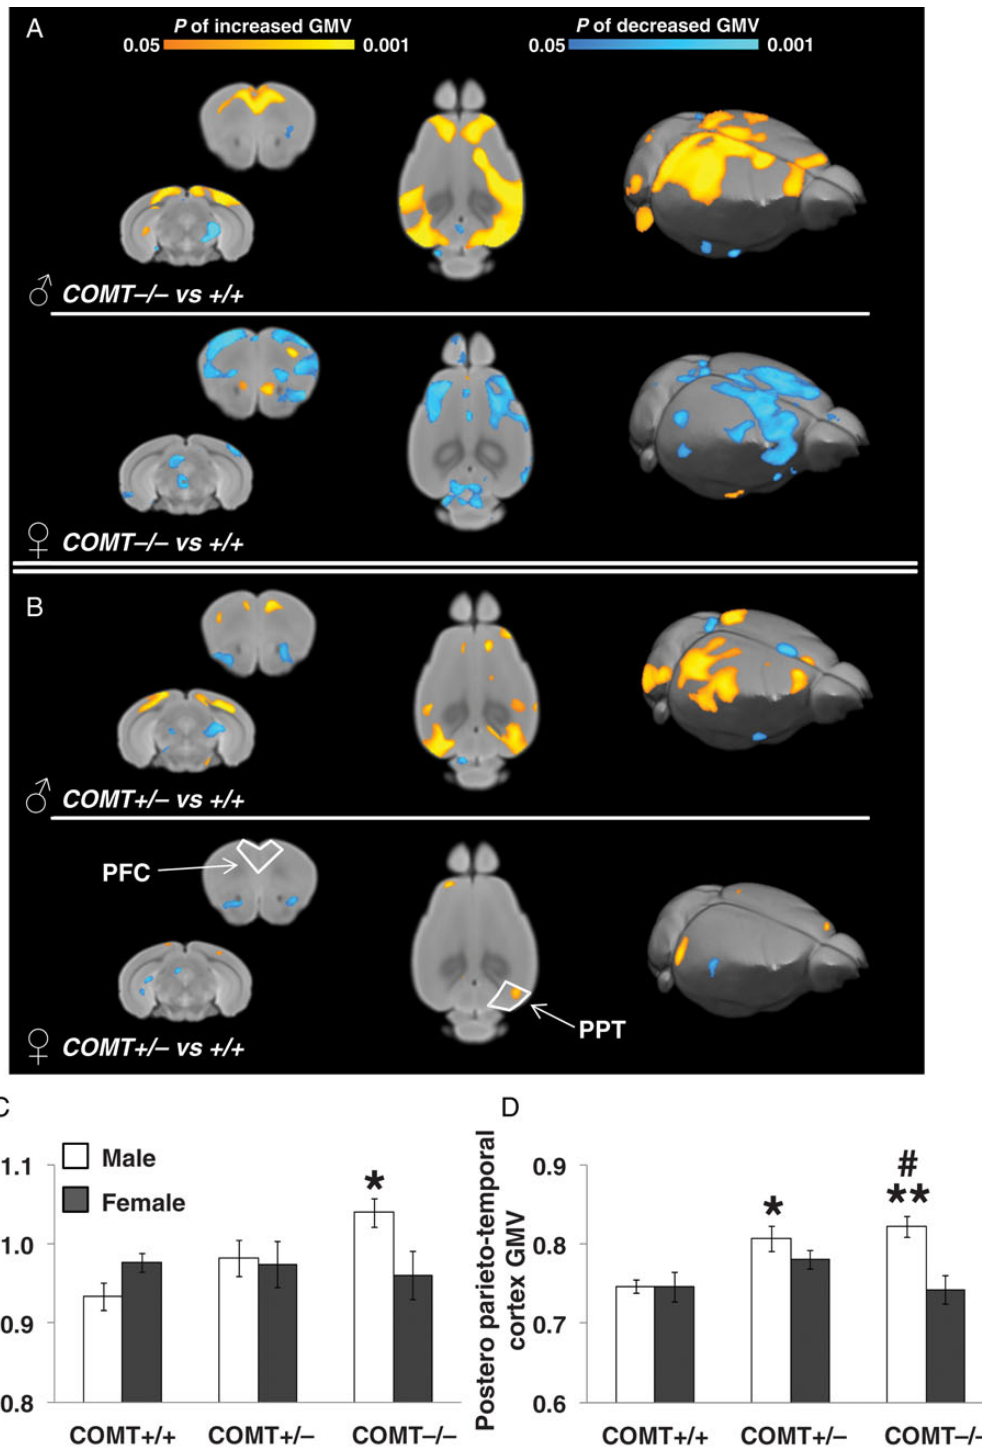 A
P of increased GMV
0.05 0.001
P of decreased GMV
0.05 0.001
♂ COMT–/– vs +/+
♀ COMT–/– vs +/+
B
♂ COMT+/– vs +/+
PFC
PPT
♀ COMT+/– vs +/+
C
Male
Female
1.1
1.0
0.9
0.8
*
COMT+/+ COMT+/– COMT–/–
D
Postero parieto-temporal
cortex GMV
0.9
0.8
0.7
0.6
*
#
**
COMT+/+ COMT+/– COMT–/–